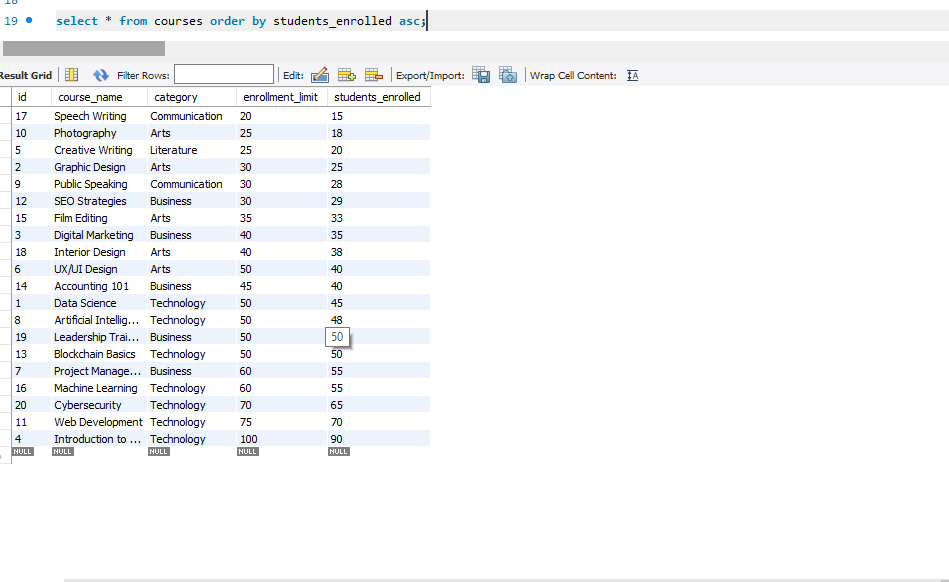 18
19 select * from courses order by students_enrolled asc;
Result Grid Filter Rows: Edit: Export/Import: Wrap Cell Content: IA
id course_name category enrollment_limit students_enrolled
17 Speech Writing Communication 20 15
10 Photography Arts 25 18
5 Creative Writing Literature 25 20
2 Graphic Design Arts 30 25
9 Public Speaking Communication 30 28
12 SEO Strategies Business 30 29
15 Film Editing Arts 35 33
3 Digital Marketing Business 40 35
18 Interior Design Arts 40 38
6 UX/UI Design Arts 50 40
14 Accounting 101 Business 45 40
1 Data Science Technology 50 45
8 Artificial Intellig... Technology 50 48
19 Leadership Trai... Business 50 50
13 Blockchain Basics Technology 50 50
7 Project Manage... Business 60 55
16 Machine Learning Technology 60 55
20 Cybersecurity Technology 70 65
11 Web Development Technology 75 70
4 Introduction to ... Technology 100 90
NULL NULL NULL NULL NULL